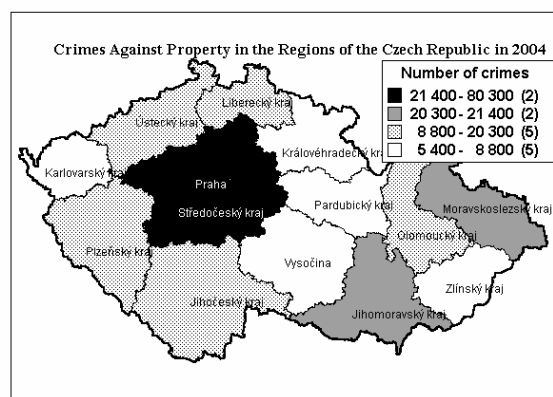 Crimes Against Property in the Regions of the Czech Republic in 2004
Number of crimes
21 400 - 80 300 (2)
20 300 - 21 400 (2)
8 800 - 20 300 (5)
5 400 - 8 800 (5)
Liberecký kraj
Ústecký kraj
Královéhradecký kraj
Karlovarský kraj
Praha
Středočeský kraj
Pardubický kraj
Moravskoslezský kraj
Olomoucký kraj
Plzeňský kraj
Vysočina
Zlínský kraj
Jihočeský kraj
Jihomoravský kraj